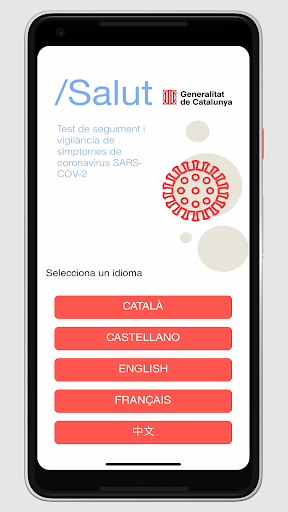 /Salut
Generalitat
de Catalunya
Test de seguiment i
vigilància de
símptomes de
coronavirus SARS-
COV-2
Selecciona un idioma
CATALÀ
CASTELLANO
ENGLISH
FRANÇAIS
中文